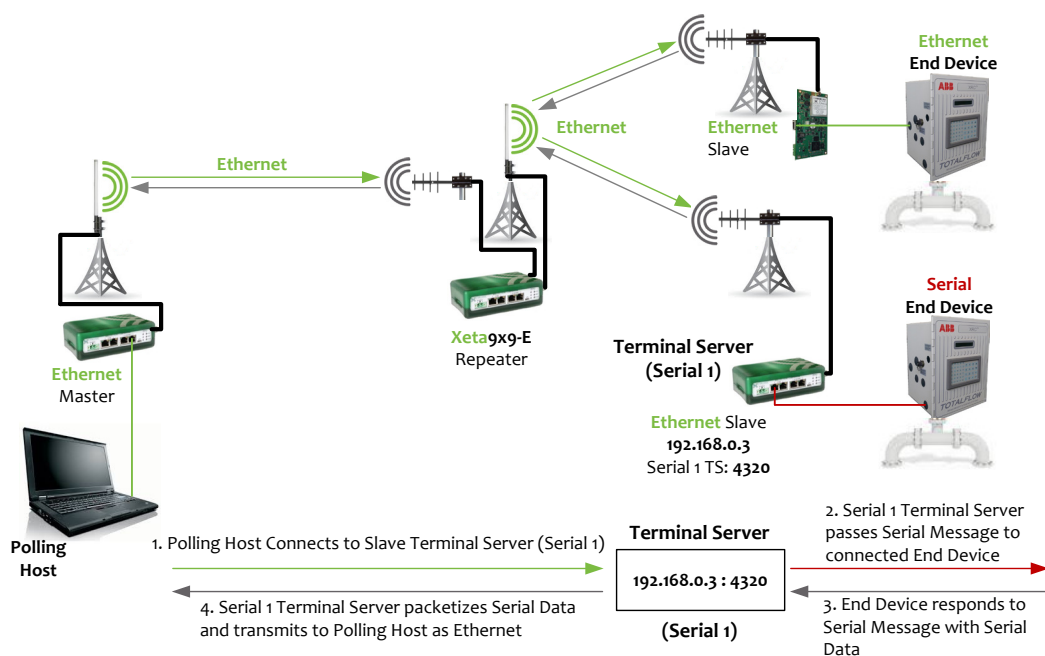 Ethernet
End Device
ABB
TOTALFLOW
Ethernet
Slave
Ethernet
Ethernet
Serial
End Device
ABB
TOTALFLOW
Xeta9x9-E
Repeater
Terminal Server
(Serial 1)
Ethernet
Master
Ethernet Slave
192.168.0.3
Serial 1 TS: 4320
Polling
Host
1. Polling Host Connects to Slave Terminal Server (Serial 1)
4. Serial 1 Terminal Server packetizes Serial Data
and transmits to Polling Host as Ethernet
Terminal Server
192.168.0.3 : 4320
(Serial 1)
2. Serial 1 Terminal Server
passes Serial Message to
connected End Device
3. End Device responds to
Serial Message with Serial
Data